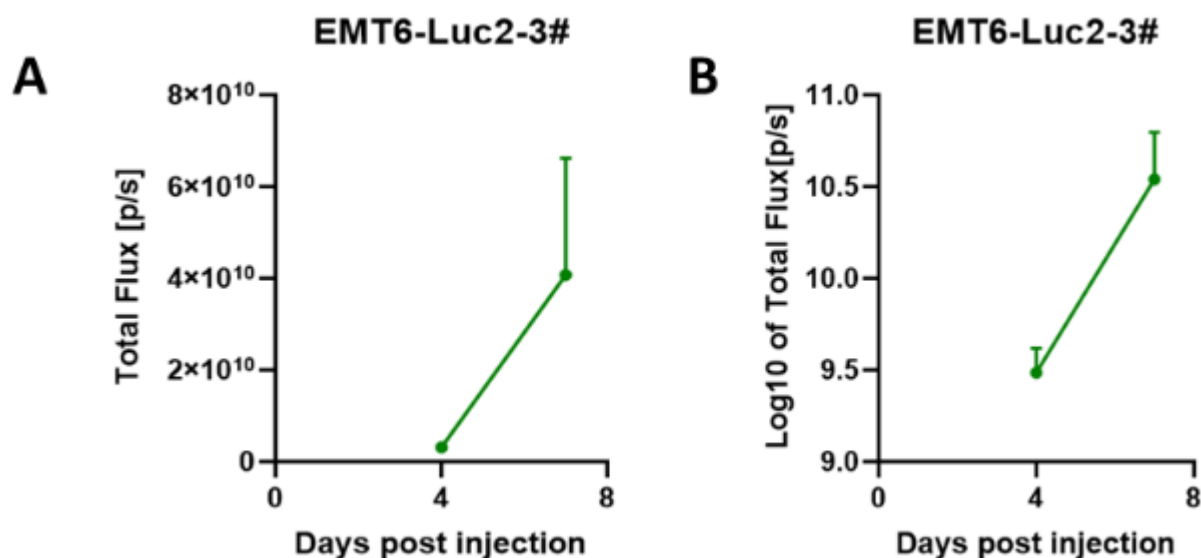 EMT6-Luc2-3#
A
8×10¹⁰
6×10¹⁰
4×10¹⁰
2×10¹⁰
0
Total Flux [p/s]
0 4 8
Days post injection
EMT6-Luc2-3#
B
11.0
10.5
10.0
9.5
9.0
Log10 of Total Flux[p/s]
0 4 8
Days post injection